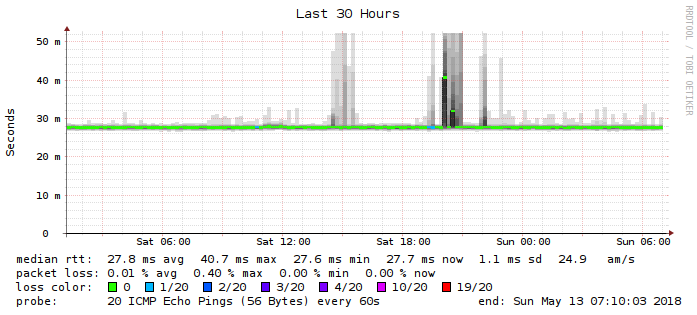 Last 30 Hours
RRDTOOL / TOBI OETIKER
Seconds
50 m
40 m
30 m
20 m
10 m
0
Sat 06:00 Sat 12:00 Sat 18:00 Sun 00:00 Sun 06:00
median rtt: 27.8 ms avg 40.7 ms max 27.6 ms min 27.7 ms now 1.1 ms sd 24.9 am/s
packet loss: 0.01 % avg 0.40 % max 0.00 % min 0.00 % now
loss color: 0 1/20 2/20 3/20 4/20 10/20 19/20
probe: 20 ICMP Echo Pings (56 Bytes) every 60s end: Sun May 13 07:10:03 2018